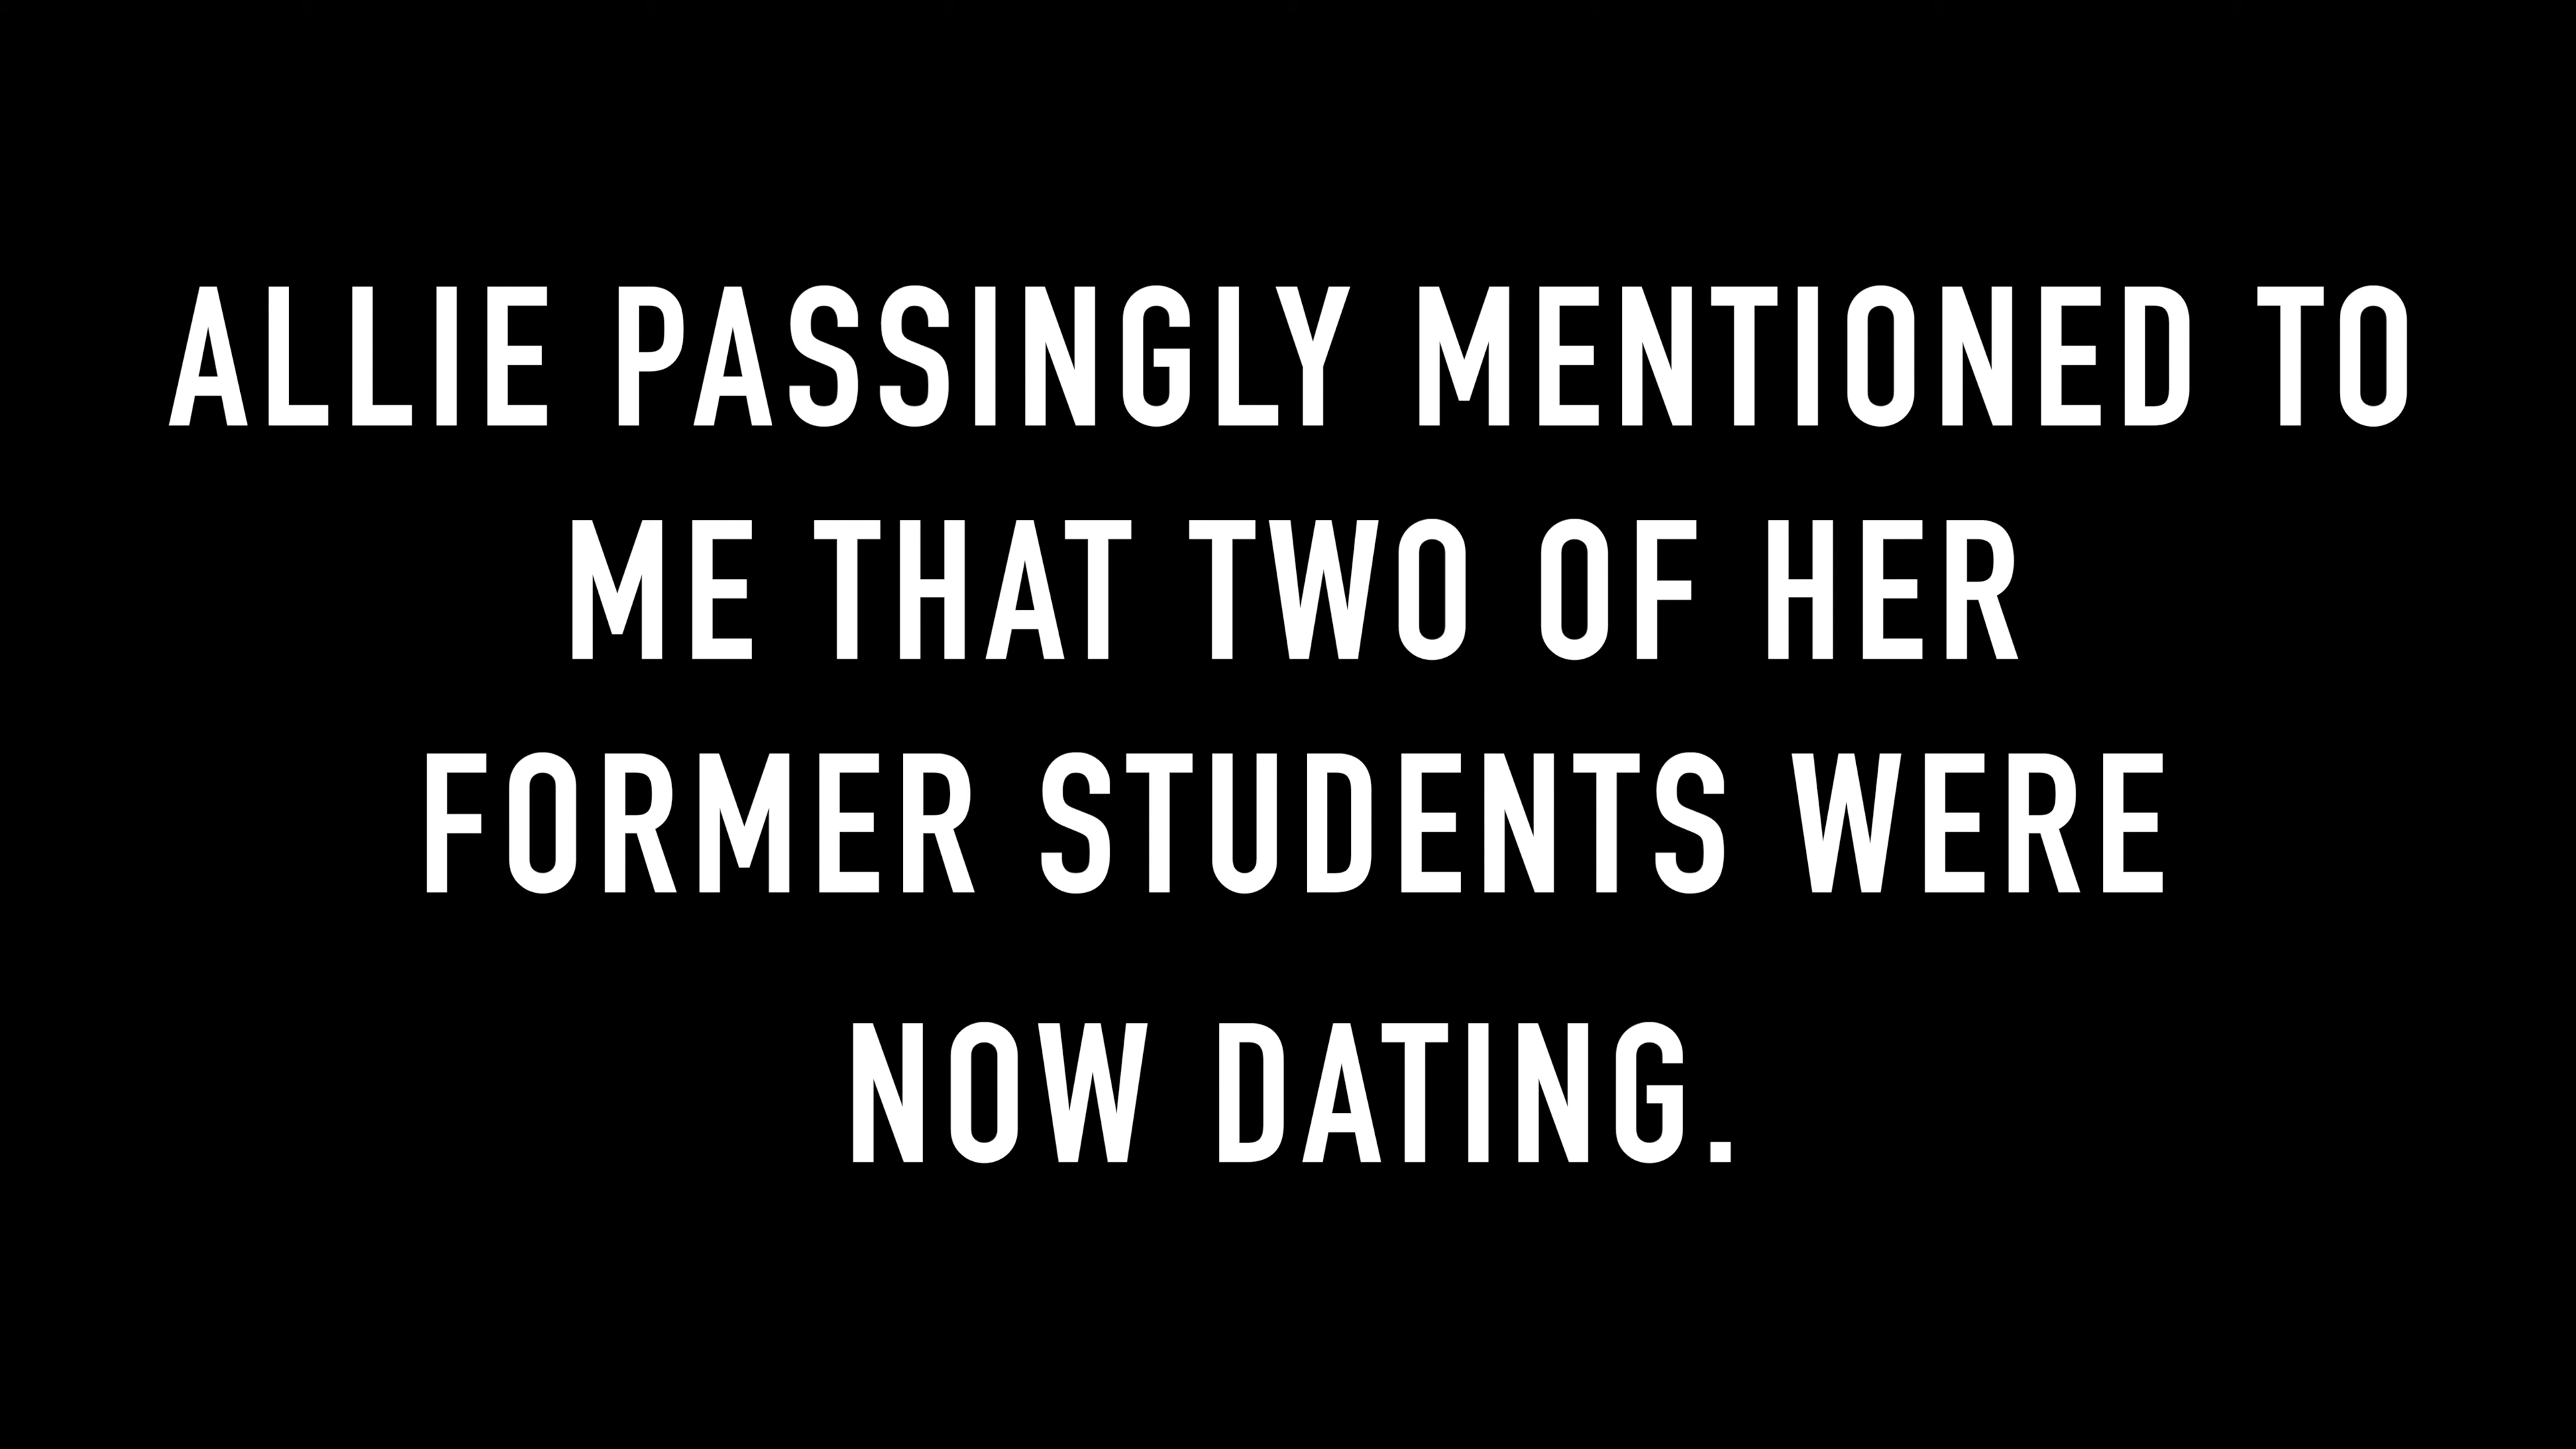 ALLIE PASSINGLY MENTIONED TO
ME THAT TWO OF HER
FORMER STUDENTS WERE
NOW DATING.